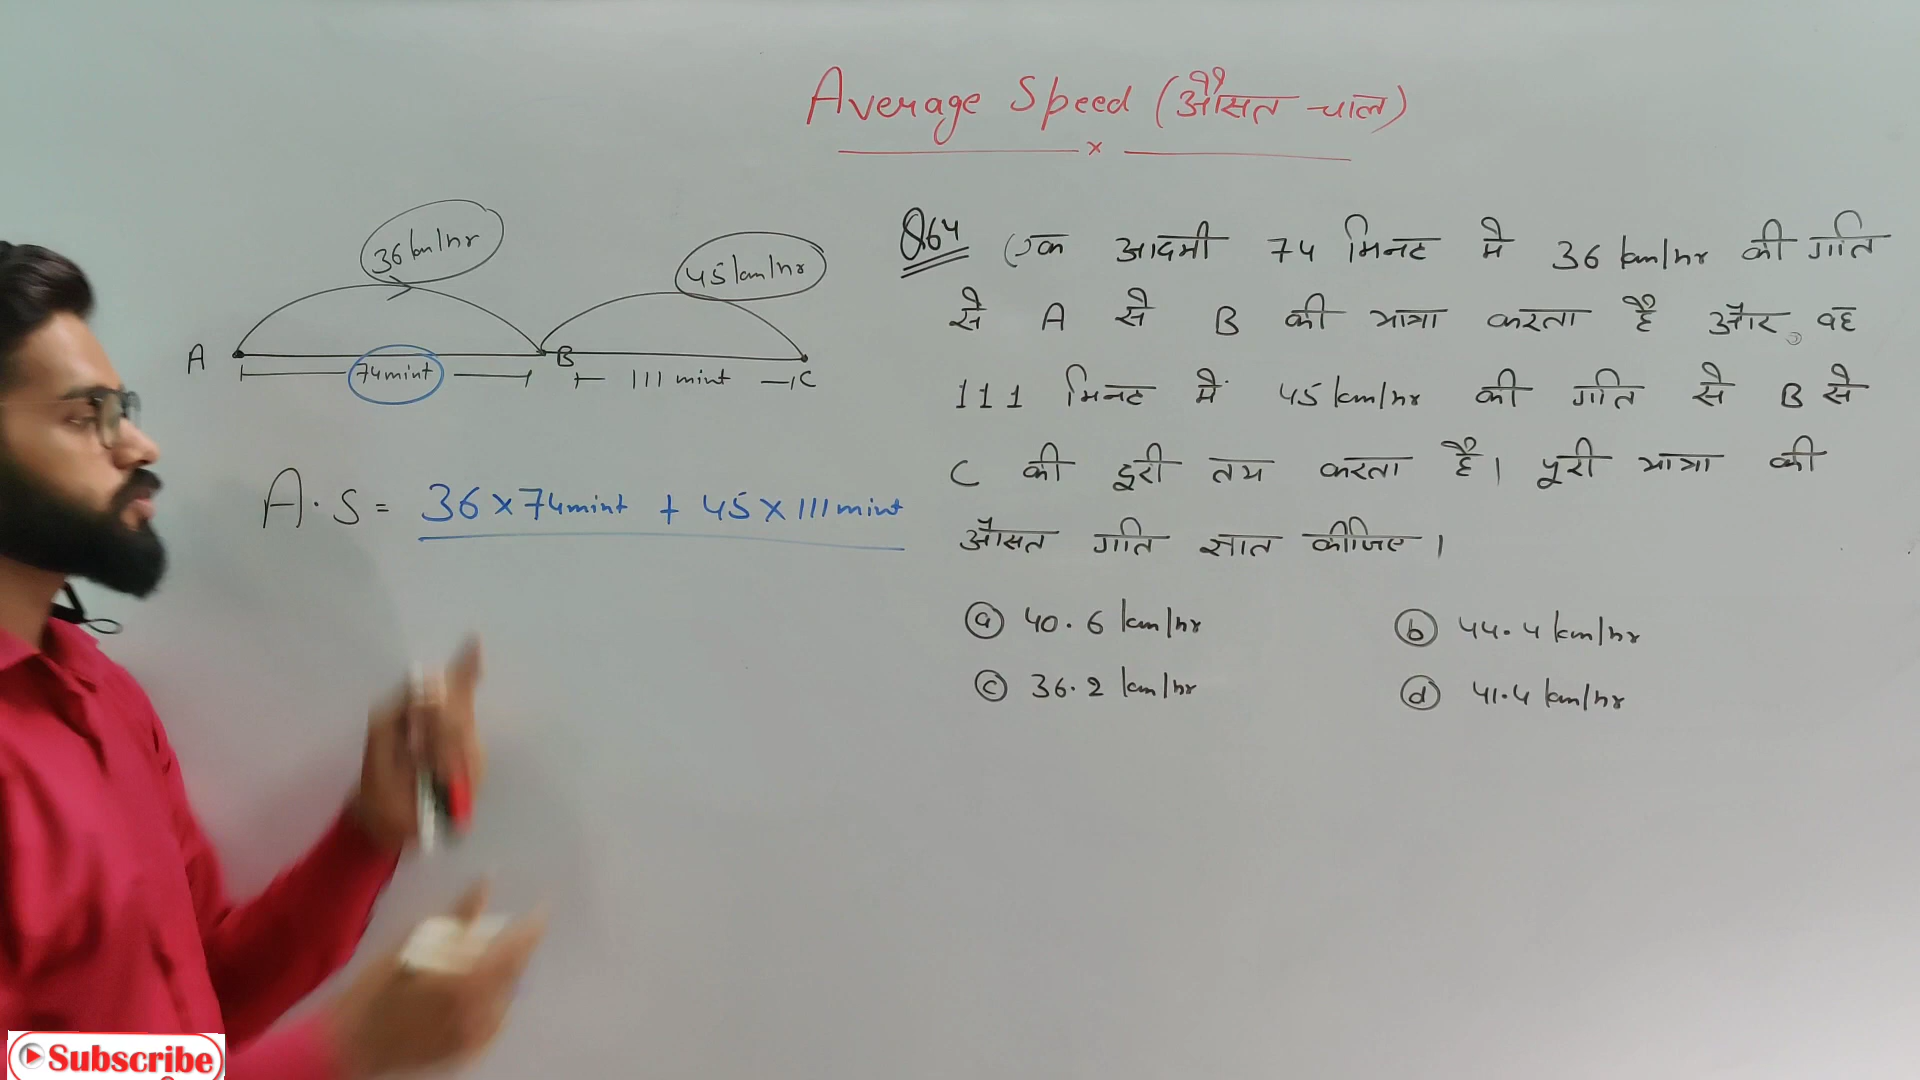 Average Speed (औसत चाल)
x
36 km/hr
45 km/hr
A
B
C
74 mint
111 mint
A.S = 36 x 74 mint + 45 x 111 mint
Q.64 एक आदमी 74 मिनट मे 36 km/hr की गति
से A से B की यात्रा करता है और वह
111 मिनट में 45 km/hr की गति से B से
C की दूरी तय करता है। पूरी यात्रा की
औसत गति ज्ञात कीजिए।
(a) 40.6 km/hr (b) 44.4 km/hr
(c) 36.2 km/hr (d) 41.4 km/hr
Subscribe